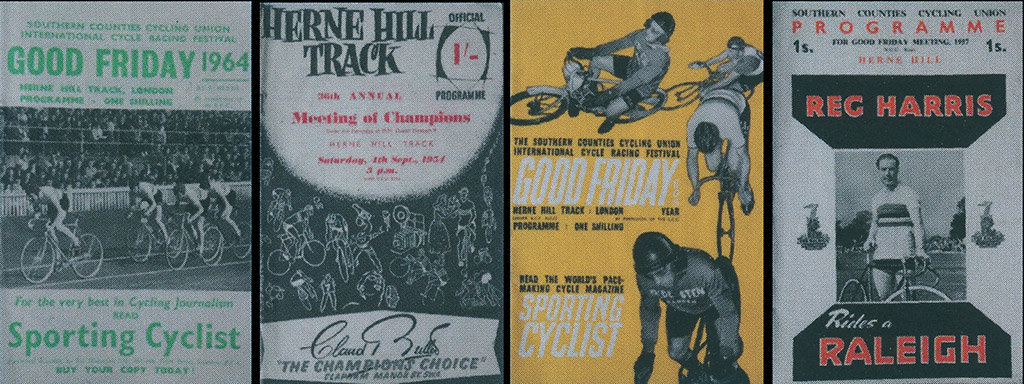 SOUTHERN COUNTIES CYCLING UNION
INTERNATIONAL CYCLE RACING FESTIVAL
GOOD FRIDAY 1964
HERNE HILL TRACK, LONDON
PROGRAMME ONE SHILLING
For the very best in Cycling Journalism
READ
Sporting Cyclist
BUY YOUR COPY TODAY!
HERNE HILL
TRACK
OFFICIAL
1/-
PROGRAMME
36th ANNUAL
Meeting of Champions
HERNE HILL TRACK
Saturday, 4th Sept., 1954
3 p.m.
Claud Butler
"THE CHAMPIONS' CHOICE"
CLAPHAM MANOR ST. SW4
THE SOUTHERN COUNTIES CYCLING UNION
INTERNATIONAL CYCLE RACING FESTIVAL
GOOD FRIDAY
HERNE HILL TRACK : LONDON YEAR
PROGRAMME : ONE SHILLING
READ THE WORLD'S PACE-
MAKING CYCLE MAGAZINE
SPORTING
CYCLIST
SOUTHERN COUNTIES CYCLING UNION
PROGRAMME
1s. FOR GOOD FRIDAY MEETING, 1957 1s.
HERNE HILL
REG HARRIS
Rides a
RALEIGH